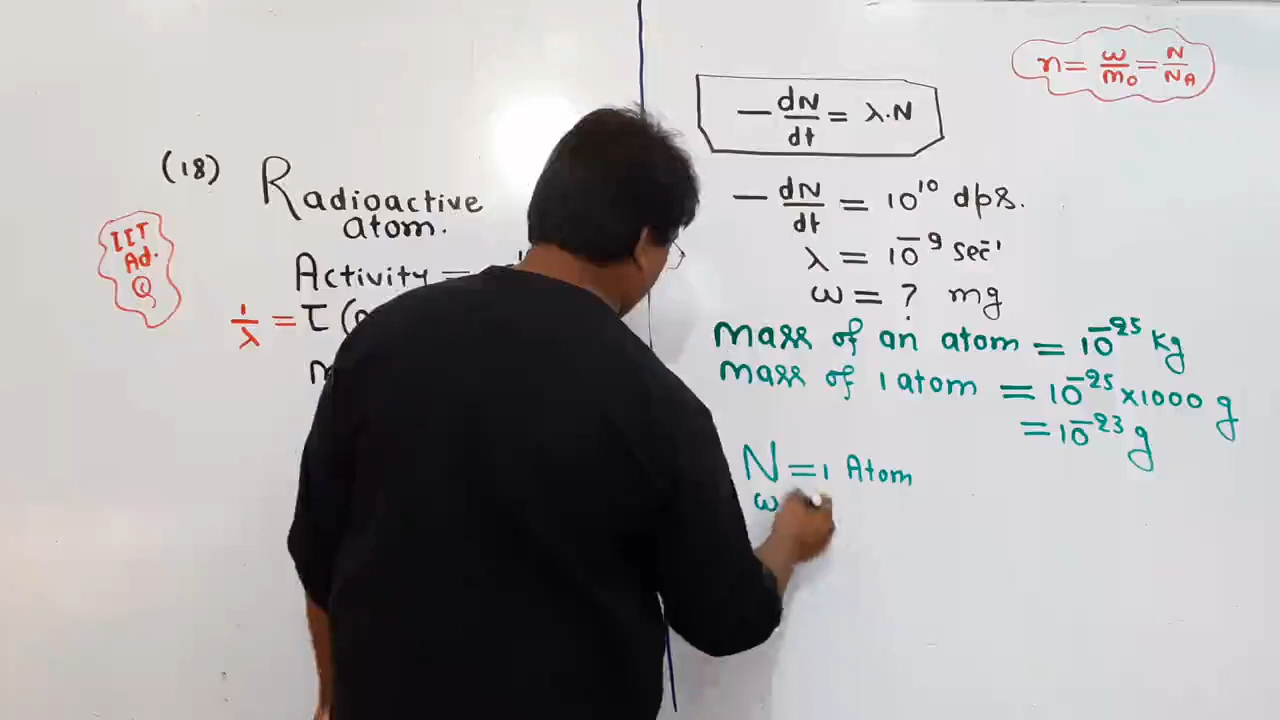 (18) Radioactive
atom.
IIT
Ad.
Q
Activity =
1/λ = τ (
n = w/m₀ = N/N_A
- dN/dt = λ.N
- dN/dt = 10¹⁰ dps.
λ = 10⁻⁹ sec⁻¹
w = ? mg
mass of an atom = 10⁻²⁵ kg
mass of 1 atom = 10⁻²⁵ ×1000 g
= 10⁻²³ g
N = 1 Atom
w